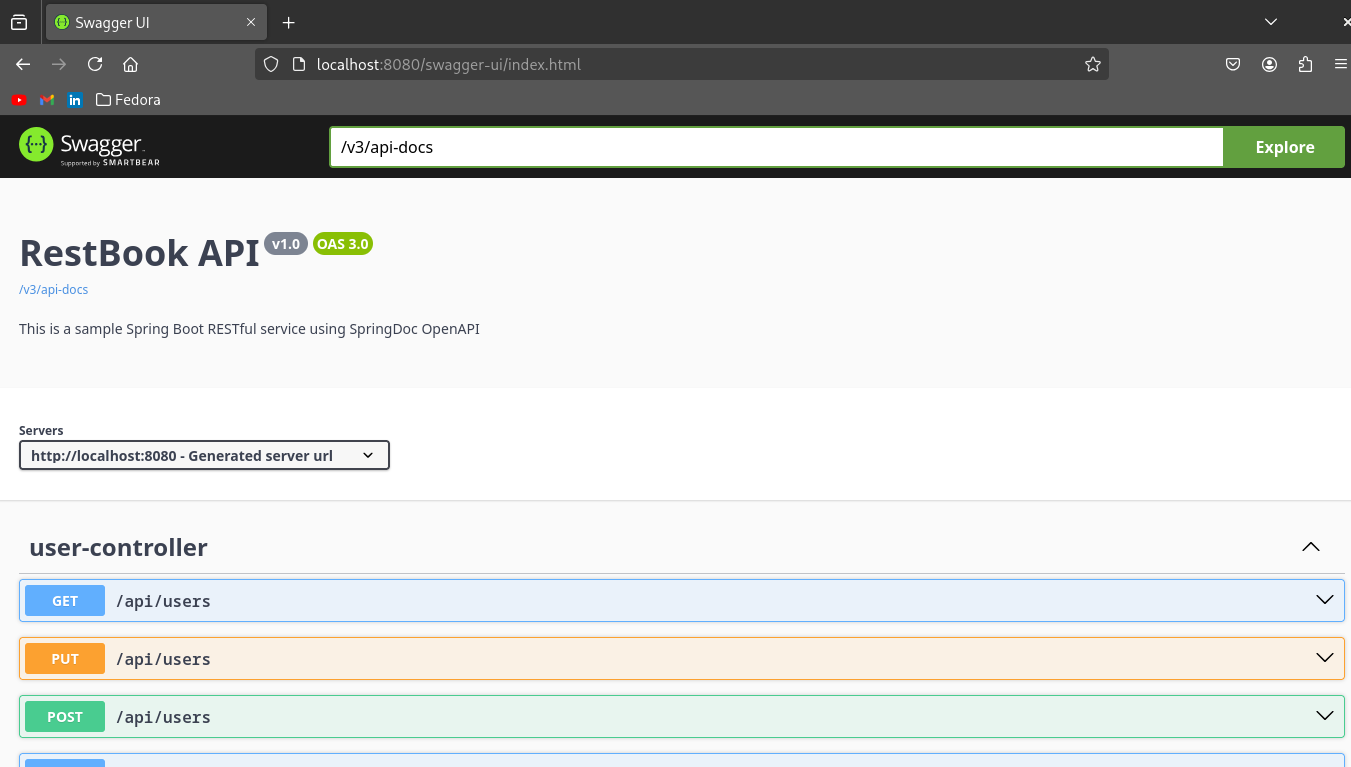 Swagger UI
localhost:8080/swagger-ui/index.html
in Fedora
Swagger
Supported by SMARTBEAR
/v3/api-docs
Explore
RestBook API v1.0 OAS 3.0
/v3/api-docs
This is a sample Spring Boot RESTful service using SpringDoc OpenAPI
Servers
http://localhost:8080 - Generated server url
user-controller
GET /api/users
PUT /api/users
POST /api/users